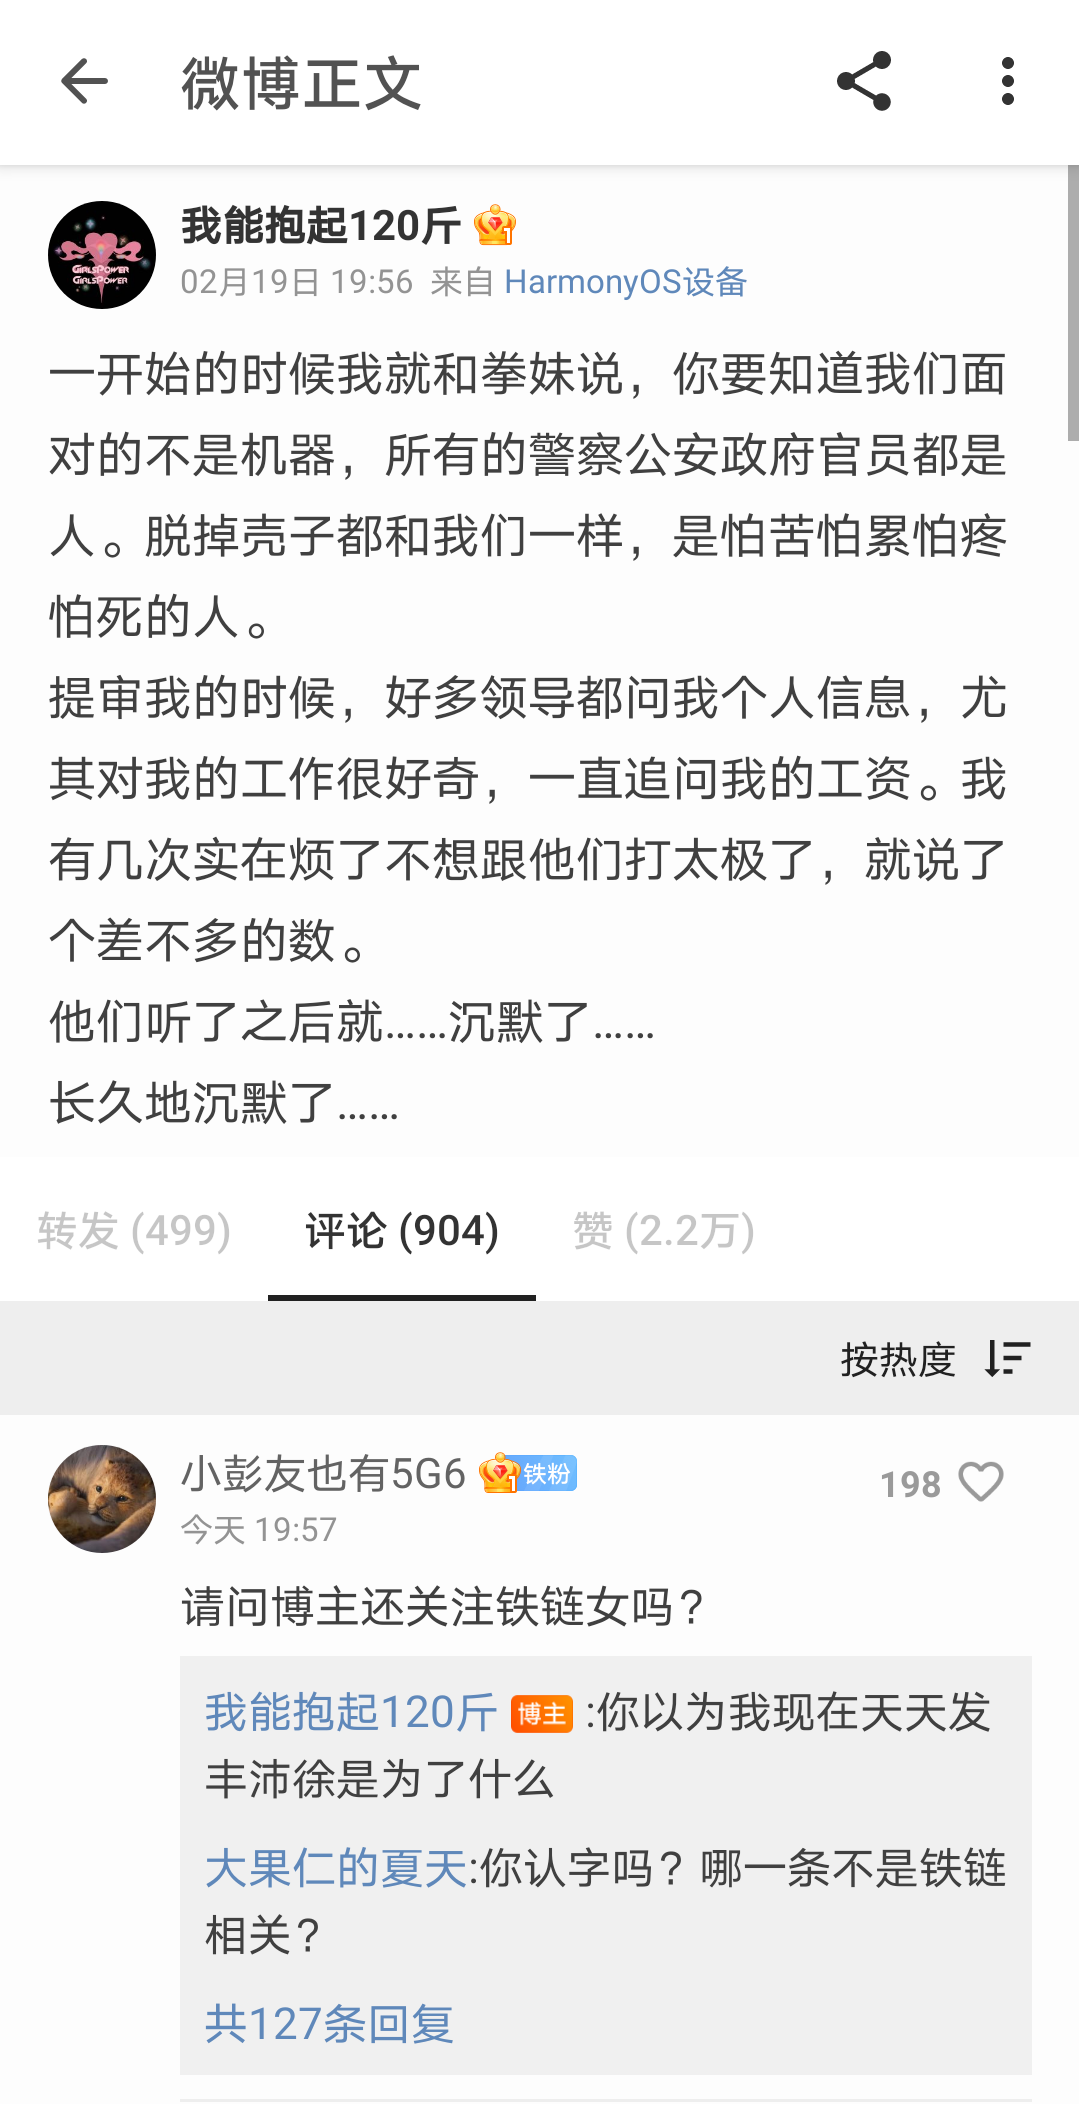 微博正文
GIRLSPOWER
GIRLSPOWER
我能抱起120斤 1
02月19日 19:56 来自 HarmonyOS设备
一开始的时候我就和拳妹说，你要知道我们面
对的不是机器，所有的警察公安政府官员都是
人。脱掉壳子都和我们一样，是怕苦怕累怕疼
怕死的人。
提审我的时候，好多领导都问我个人信息，尤
其对我的工作很好奇，一直追问我的工资。我
有几次实在烦了不想跟他们打太极了，就说了
个差不多的数。
他们听了之后就……沉默了……
长久地沉默了……
转发 (499) 评论 (904) 赞 (2.2万)
按热度
小彭友也有5G6 1 铁粉
198
今天 19:57
请问博主还关注铁链女吗？
我能抱起120斤 博主 :你以为我现在天天发
丰沛徐是为了什么
大果仁的夏天:你认字吗？哪一条不是铁链
相关？
共127条回复